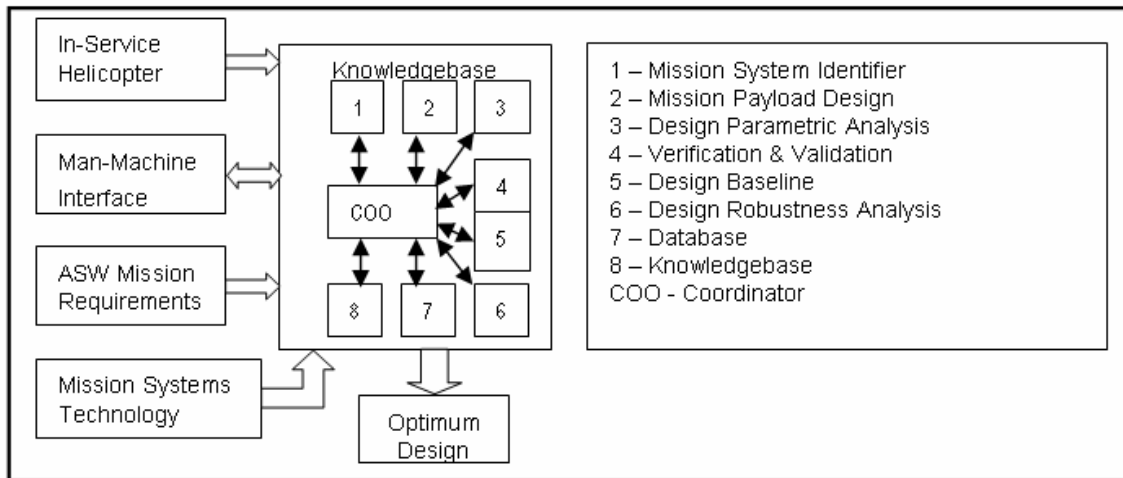 In-Service
Helicopter
Man-Machine
Interface
ASW Mission
Requirements
Mission Systems
Technology
Knowledgebase
1
2
3
COO
4
5
8
7
6
Optimum
Design
1 – Mission System Identifier
2 – Mission Payload Design
3 – Design Parametric Analysis
4 – Verification & Validation
5 – Design Baseline
6 – Design Robustness Analysis
7 – Database
8 – Knowledgebase
COO - Coordinator